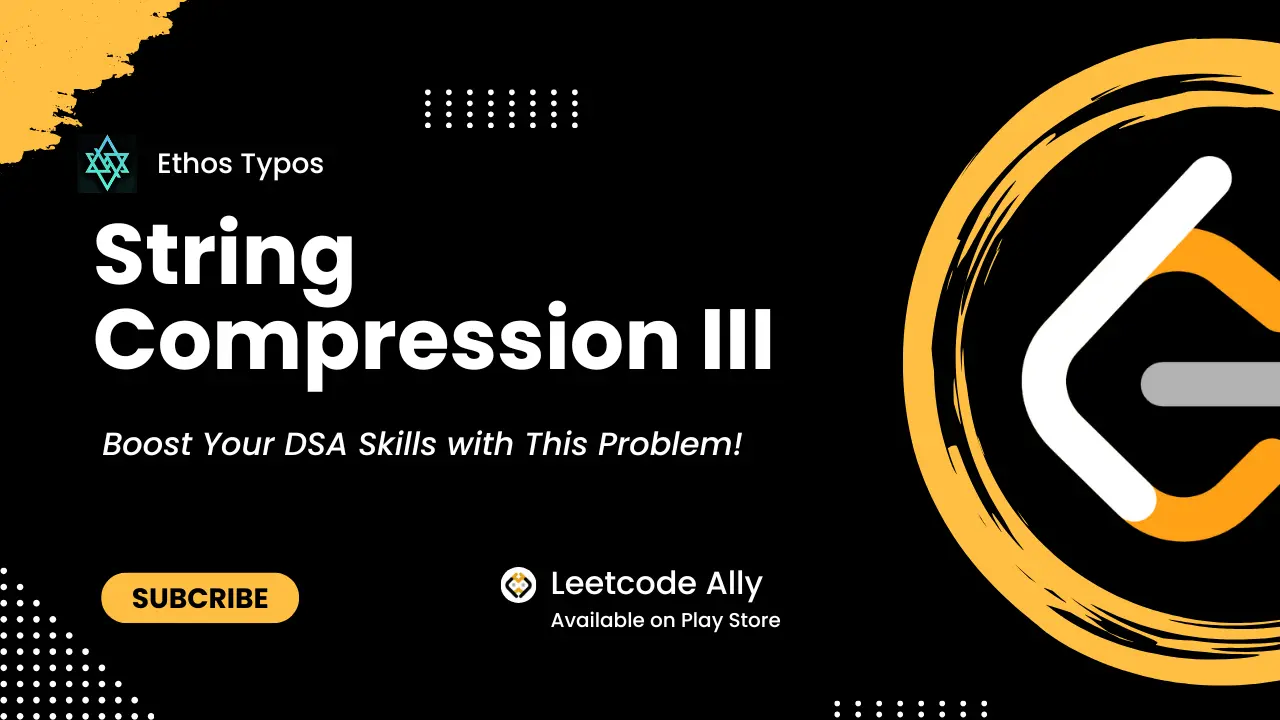 Ethos Typos
String
Compression III
Boost Your DSA Skills with This Problem!
SUBCRIBE
Leetcode Ally
Available on Play Store